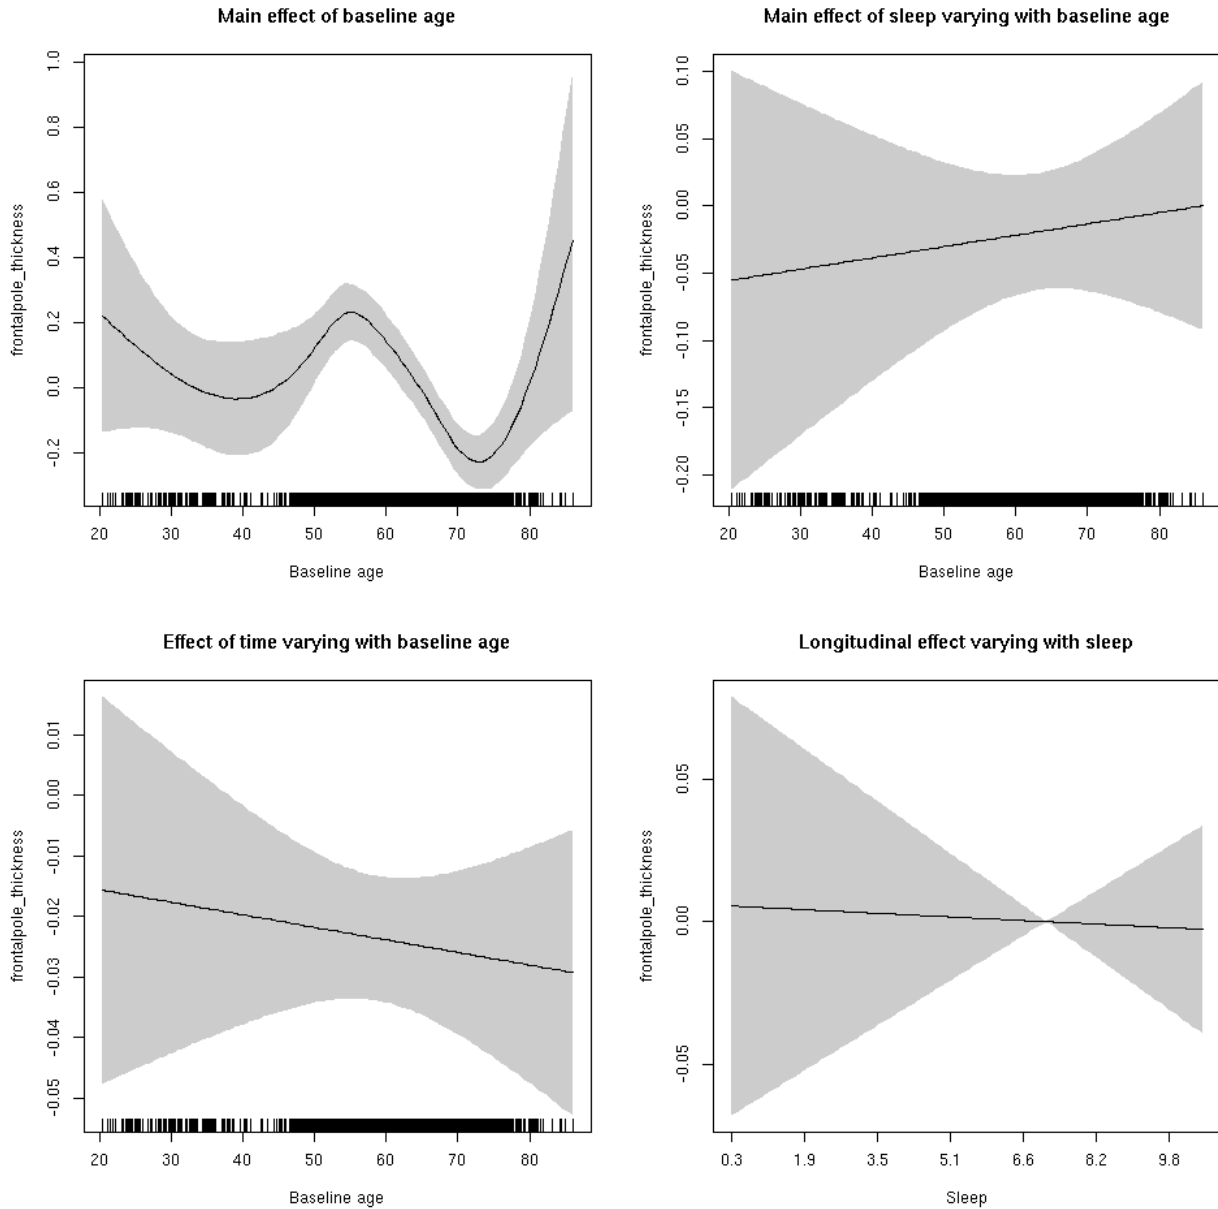 Main effect of baseline age
frontalpole_thickness
1.0
0.8
0.6
0.4
0.2
0.0
-0.2
20 30 40 50 60 70 80
Baseline age
Main effect of sleep varying with baseline age
frontalpole_thickness
0.10
0.05
0.00
-0.05
-0.10
-0.15
-0.20
20 30 40 50 60 70 80
Baseline age
Effect of time varying with baseline age
frontalpole_thickness
0.01
0.00
-0.01
-0.02
-0.03
-0.04
-0.05
20 30 40 50 60 70 80
Baseline age
Longitudinal effect varying with sleep
frontalpole_thickness
0.05
0.00
-0.05
0.3 1.9 3.5 5.1 6.6 8.2 9.8
Sleep